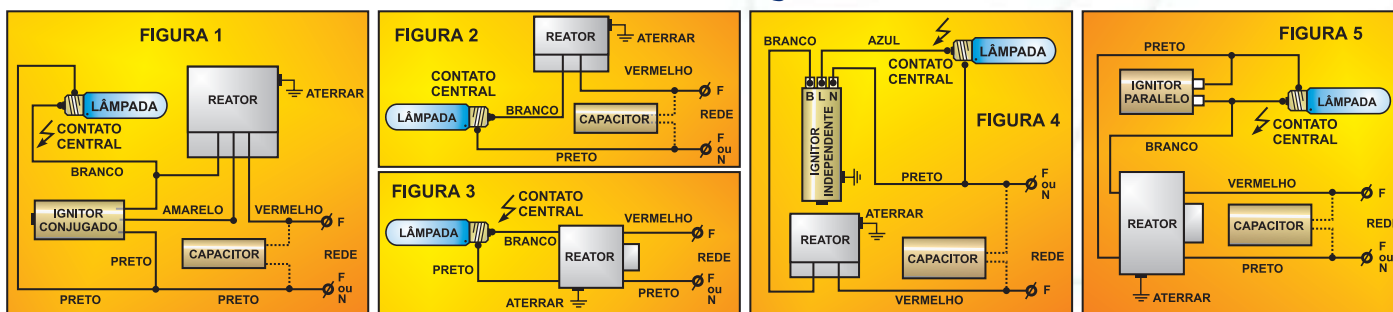 FIGURA 1
LÂMPADA
CONTATO
CENTRAL
BRANCO
REATOR
ATERRAR
IGNITOR
CONJUGADO
AMARELO
VERMELHO
F
PRETO
CAPACITOR
REDE
PRETO
PRETO
F
ou
N
FIGURA 2
REATOR
ATERRAR
CONTATO
CENTRAL
VERMELHO
F
LÂMPADA
BRANCO
CAPACITOR
REDE
PRETO
F
ou
N
FIGURA 3
CONTATO
CENTRAL
LÂMPADA
BRANCO
VERMELHO
F
PRETO
REATOR
REDE
PRETO
F
ou
N
ATERRAR
BRANCO
AZUL
LÂMPADA
CONTATO
CENTRAL
B L N
FIGURA 4
IGNITOR
INDEPENDENTE
PRETO
F
ou
N
ATERRAR
REATOR
CAPACITOR
REDE
VERMELHO
F
FIGURA 5
PRETO
IGNITOR
PARALELO
LÂMPADA
CONTATO
CENTRAL
BRANCO
VERMELHO
F
REATOR
CAPACITOR
PRETO
F
ou
N
ATERRAR